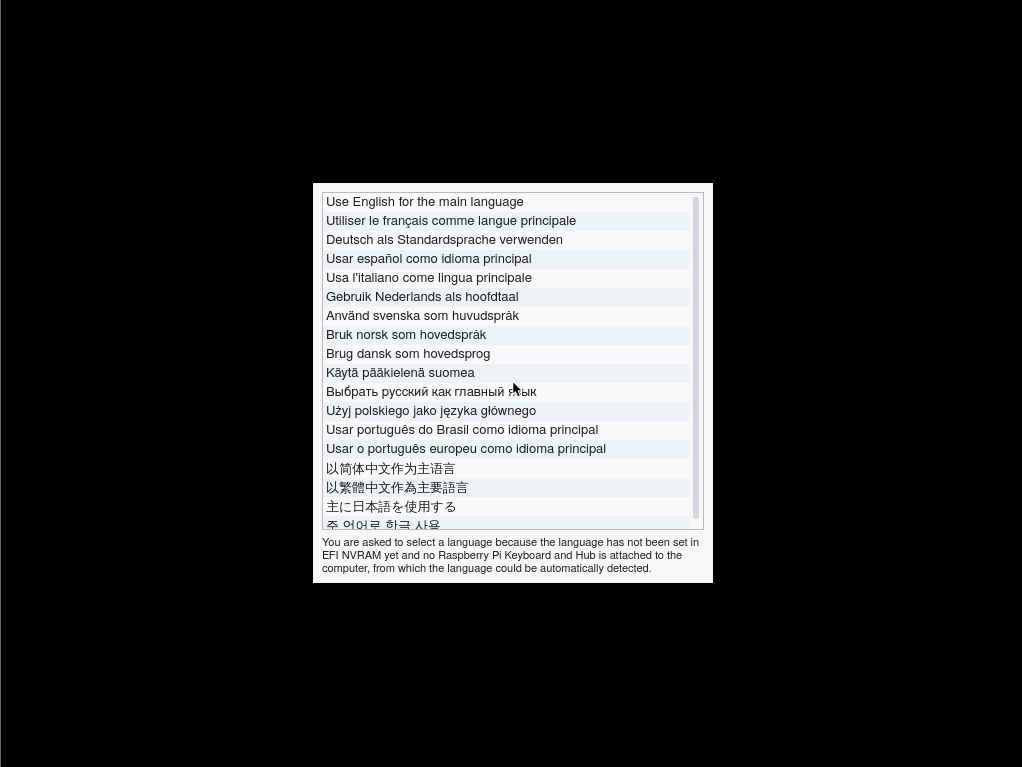 Use English for the main language
Utiliser le français comme langue principale
Deutsch als Standardsprache verwenden
Usar español como idioma principal
Usa l'italiano come lingua principale
Gebruik Nederlands als hoofdtaal
Använd svenska som huvudspråk
Bruk norsk som hovedspråk
Brug dansk som hovedsprog
Käytä pääkielenä suomea
Выбрать русский как главный язык
Użyj polskiego jako języka głównego
Usar português do Brasil como idioma principal
Usar o português europeu como idioma principal
以简体中文作为主语言
以繁體中文作為主要語言
主に日本語を使用する
주 언어로 한글 사용
You are asked to select a language because the language has not been set in
EFI NVRAM yet and no Raspberry Pi Keyboard and Hub is attached to the
computer, from which the language could be automatically detected.